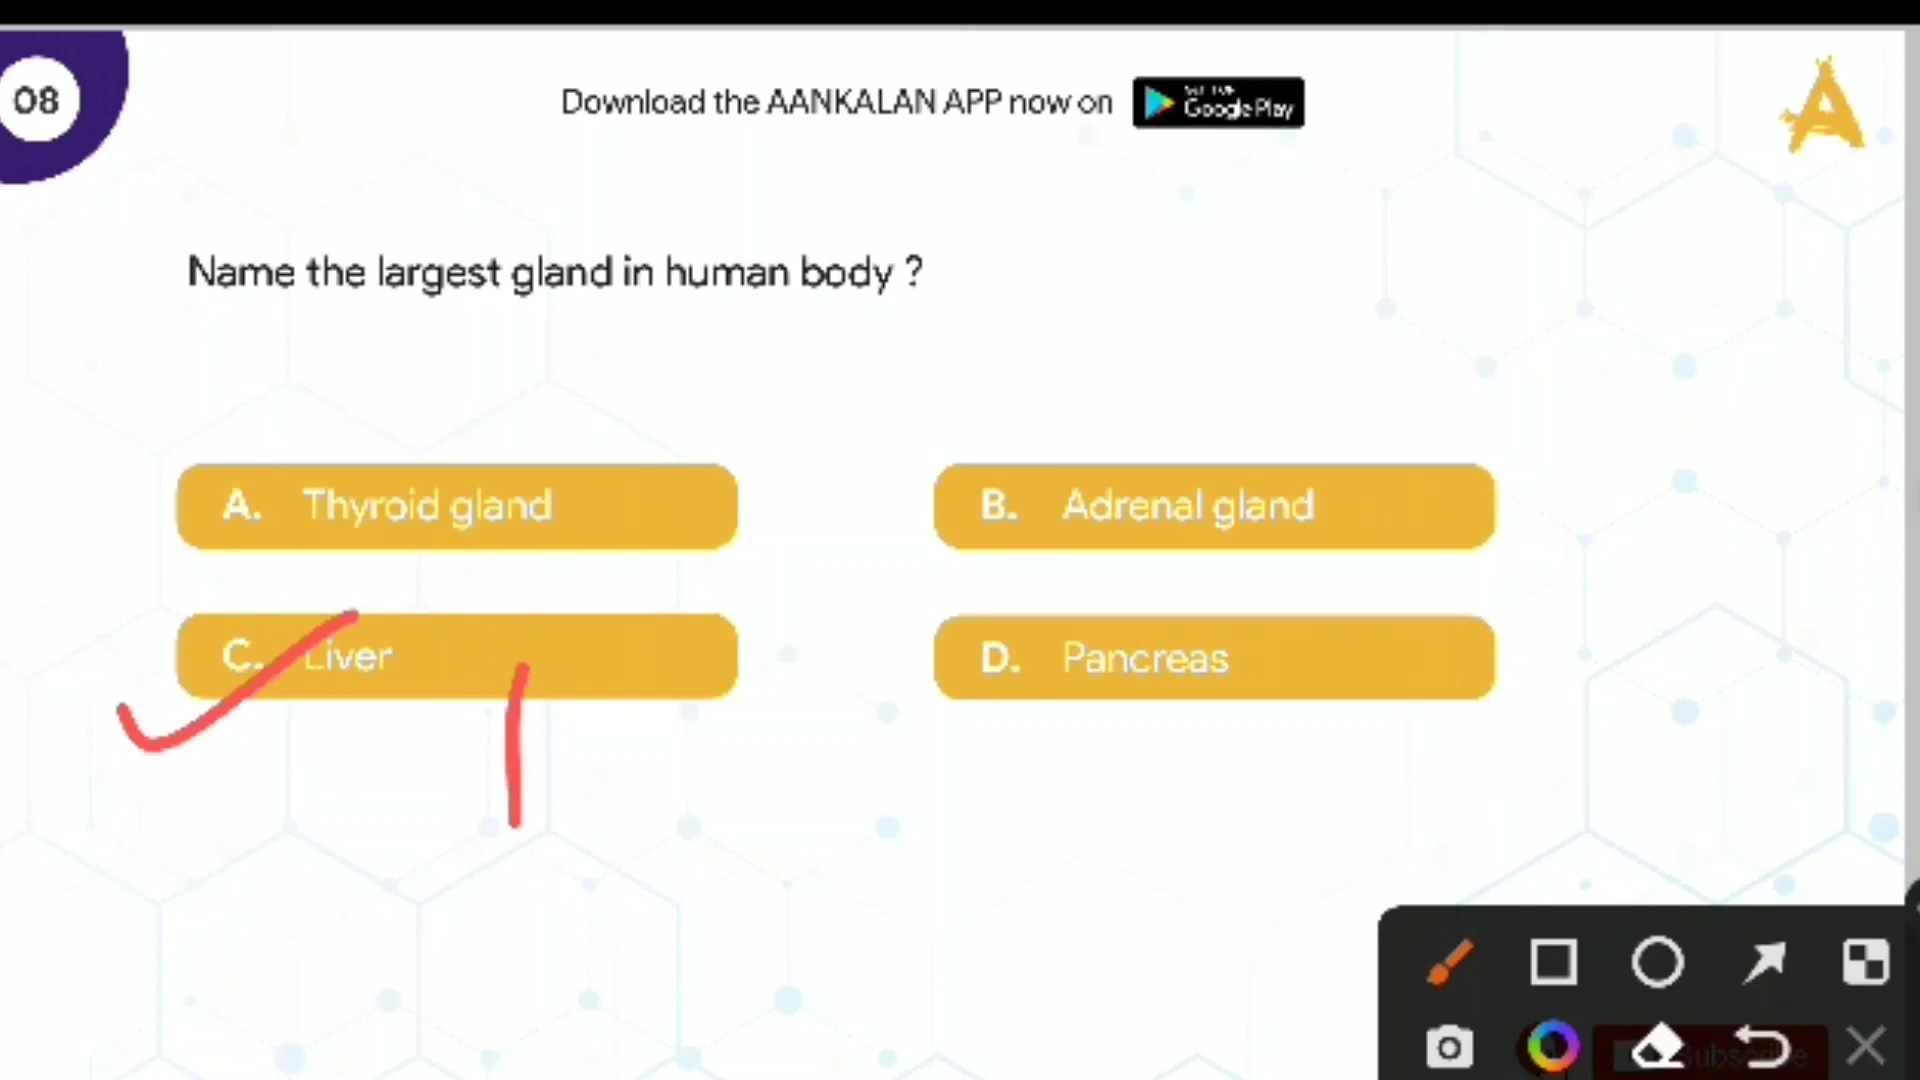 08
Download the AANKALAN APP now on
Google Play
Name the largest gland in human body ?
A. Thyroid gland
B. Adrenal gland
C. Liver
D. Pancreas